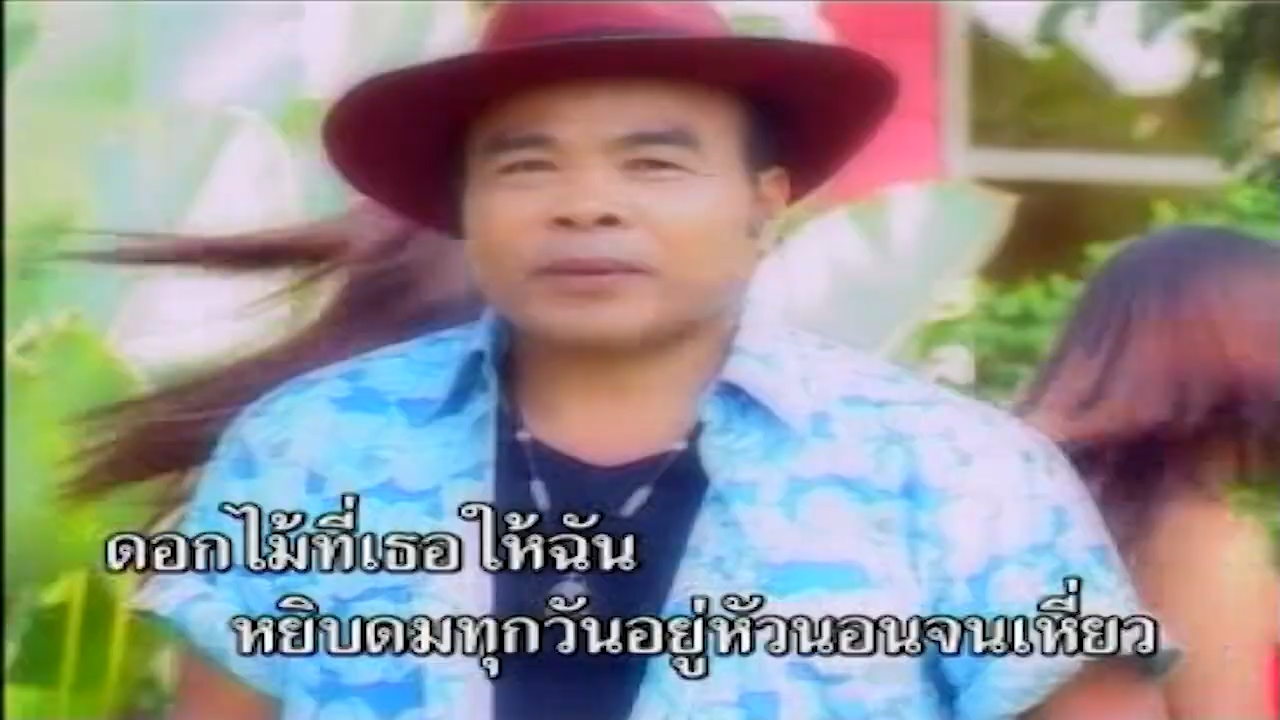 ดอกไม้ที่เธอให้ฉัน
หยิบดมทุกวันอยู่หัวนอนจนเหี่ยว